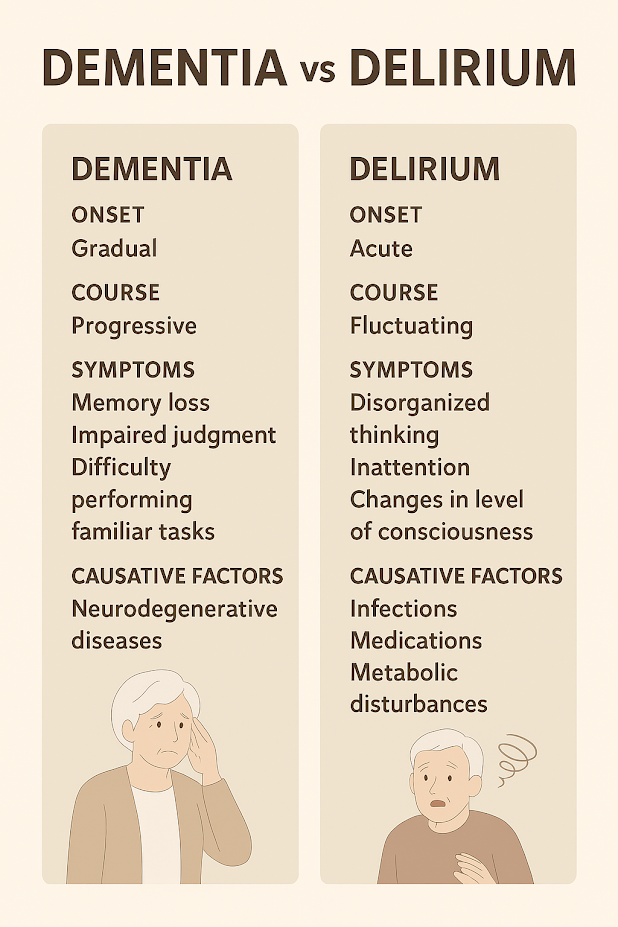 DEMENTIA vs DELIRIUM
DEMENTIA
ONSET
Gradual
COURSE
Progressive
SYMPTOMS
Memory loss
Impaired judgment
Difficulty
performing
familiar tasks
CAUSATIVE FACTORS
Neurodegenerative
diseases
DELIRIUM
ONSET
Acute
COURSE
Fluctuating
SYMPTOMS
Disorganized
thinking
Inattention
Changes in level
of consciousness
CAUSATIVE FACTORS
Infections
Medications
Metabolic
disturbances